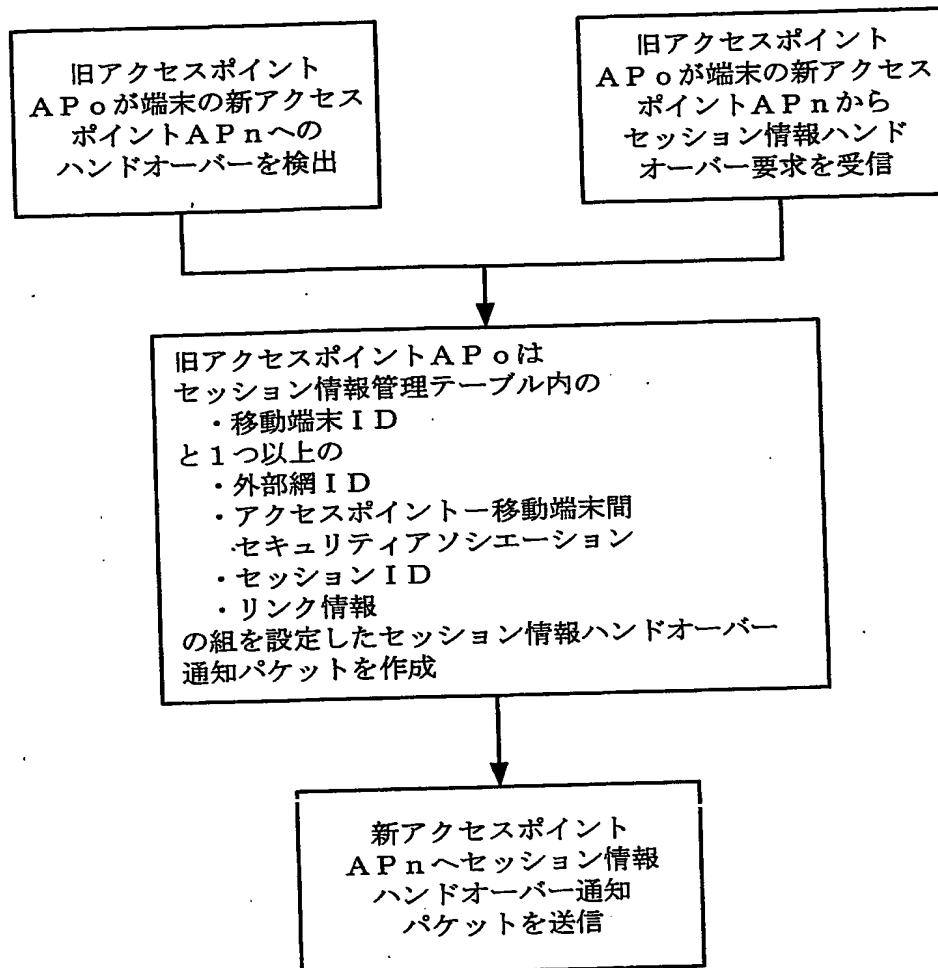 旧アクセスポイント
ＡＰｏが端末の新アクセス
ポイントＡＰｎへの
ハンドオーバーを検出
旧アクセスポイント
ＡＰｏが端末の新アクセス
ポイントＡＰｎから
セッション情報ハンド
オーバー要求を受信
旧アクセスポイントＡＰｏは
セッション情報管理テーブル内の
・移動端末ＩＤ
と１つ以上の
・外部網ＩＤ
・アクセスポイントー移動端末間
セキュリティアソシエーション
・セッションＩＤ
・リンク情報
の組を設定したセッション情報ハンドオーバー
通知パケットを作成
新アクセスポイント
ＡＰｎへセッション情報
ハンドオーバー通知
パケットを送信